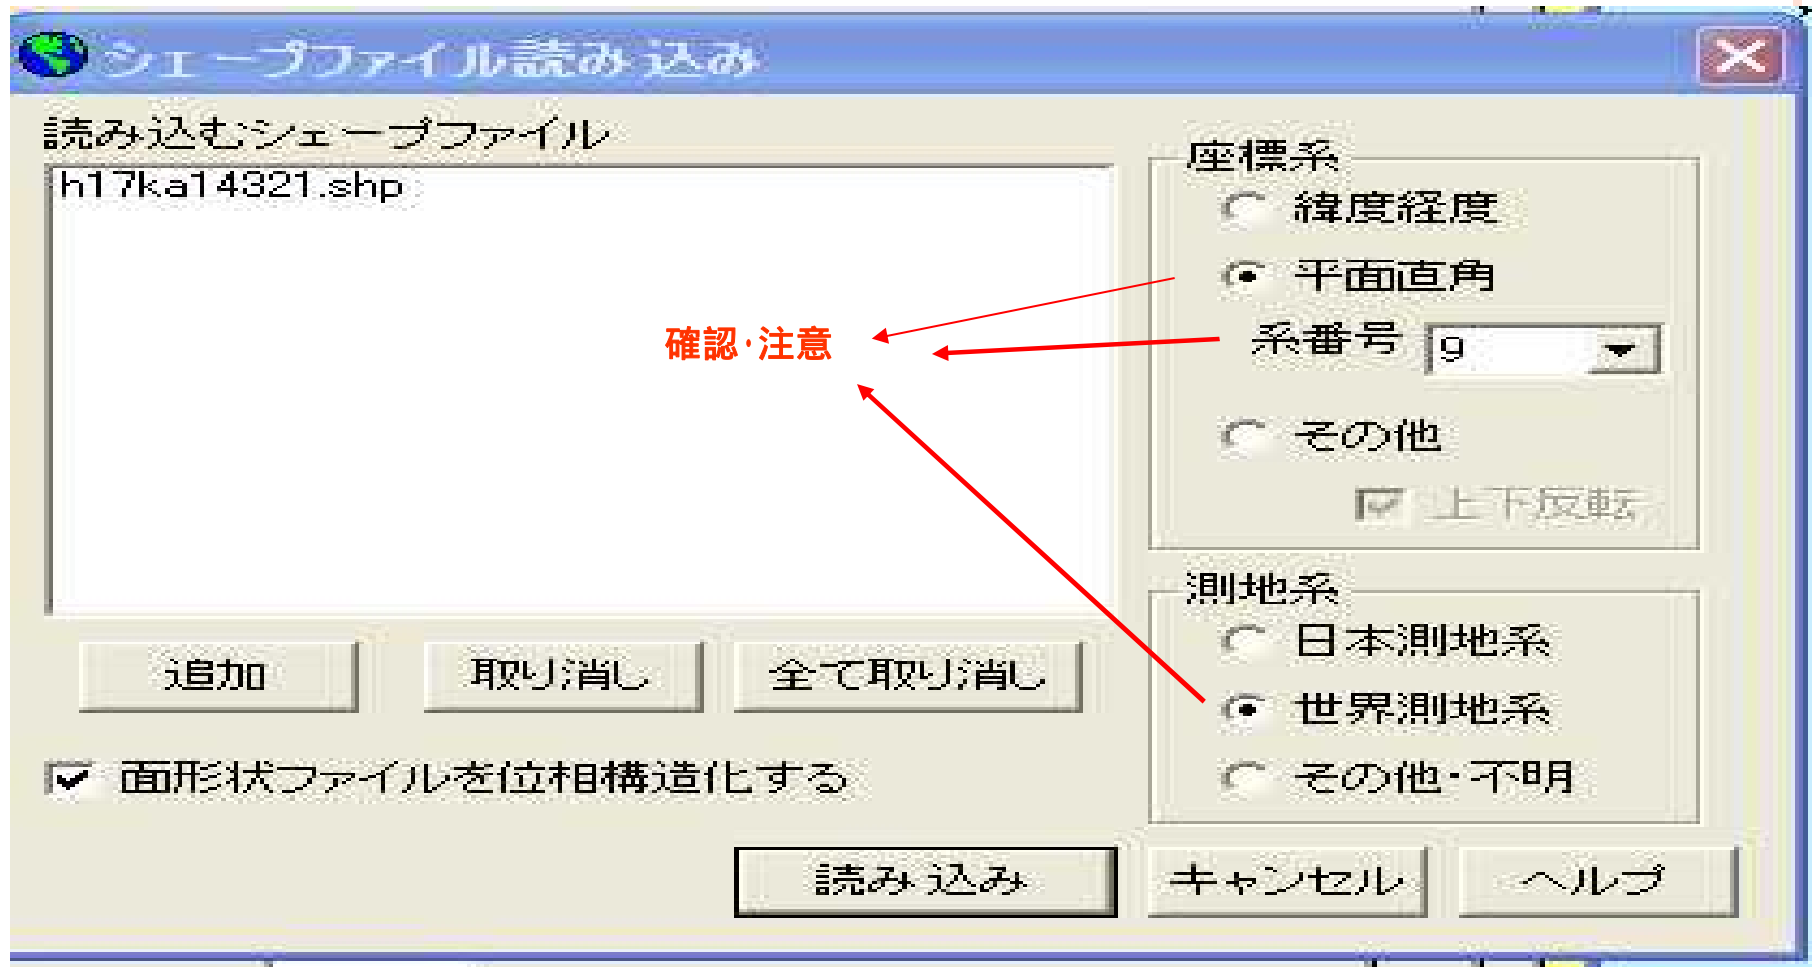 シェープファイル読み込み
読み込むシェープファイル
h17ka14321.shp
確認・注意
追加
取り消し
全て取り消し
面形状ファイルを位相構造化する
座標系
緯度経度
平面直角
系番号 9
その他
上下反転
測地系
日本測地系
世界測地系
その他・不明
読み込み
キャンセル
ヘルプ